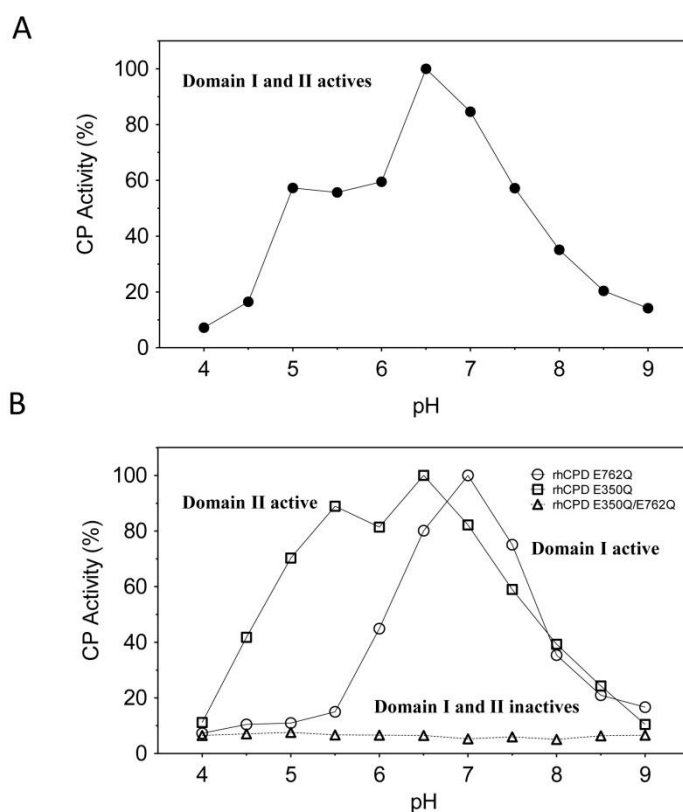 A
Domain I and II actives
CP Activity (%)
100
80
60
40
20
0
4 5 6 7 8 9
pH
B
Domain II active
rhCPD E762Q
rhCPD E350Q
rhCPD E350Q/E762Q
Domain I active
Domain I and II inactives
CP Activity (%)
100
80
60
40
20
0
4 5 6 7 8 9
pH